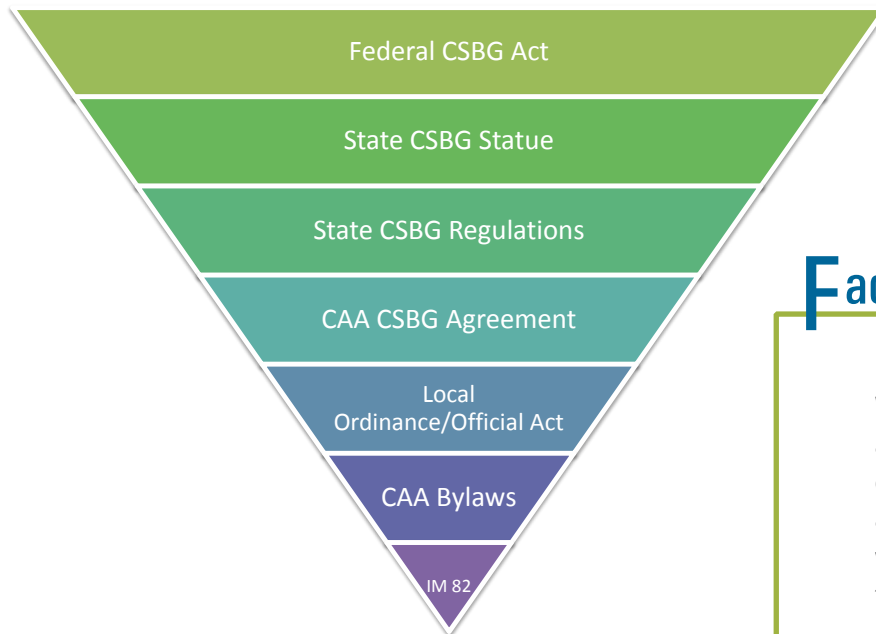 Federal CSBG Act
State CSBG Statue
State CSBG Regulations
CAA CSBG Agreement
Local
Ordinance/Official Act
CAA Bylaws
IM 82